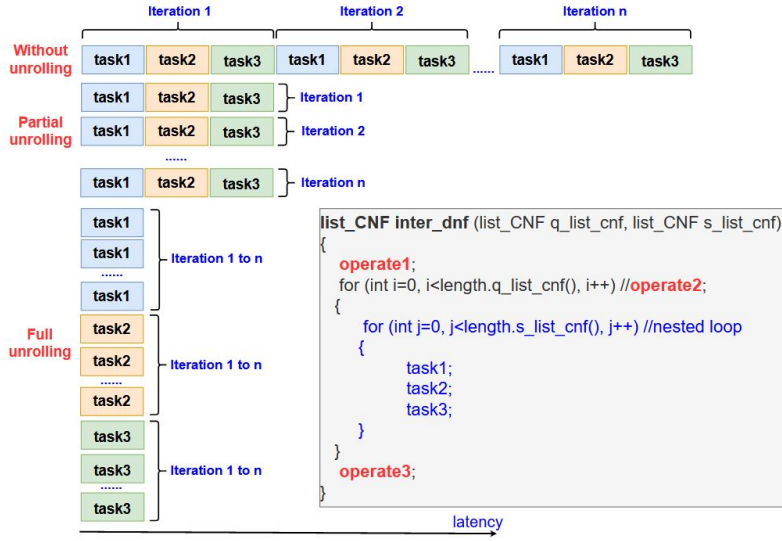 Iteration 1
Iteration 2
Iteration n
Without unrolling
task1 task2 task3 task1 task2 task3 ...... task1 task2 task3
Partial unrolling
task1 task2 task3 Iteration 1
task1 task2 task3 Iteration 2
......
task1 task2 task3 Iteration n
Full unrolling
task1
task1
......
task1
Iteration 1 to n
task2
task2
......
task2
Iteration 1 to n
task3
task3
......
task3
Iteration 1 to n
latency
list_CNF inter_dnf (list_CNF q_list_cnf, list_CNF s_list_cnf)
{
operate1;
for (int i=0, i<length.q_list_cnf(), i++) //operate2;
{
for (int j=0, j<length.s_list_cnf(), j++) //nested loop
{
task1;
task2;
task3;
}
}
operate3;
}